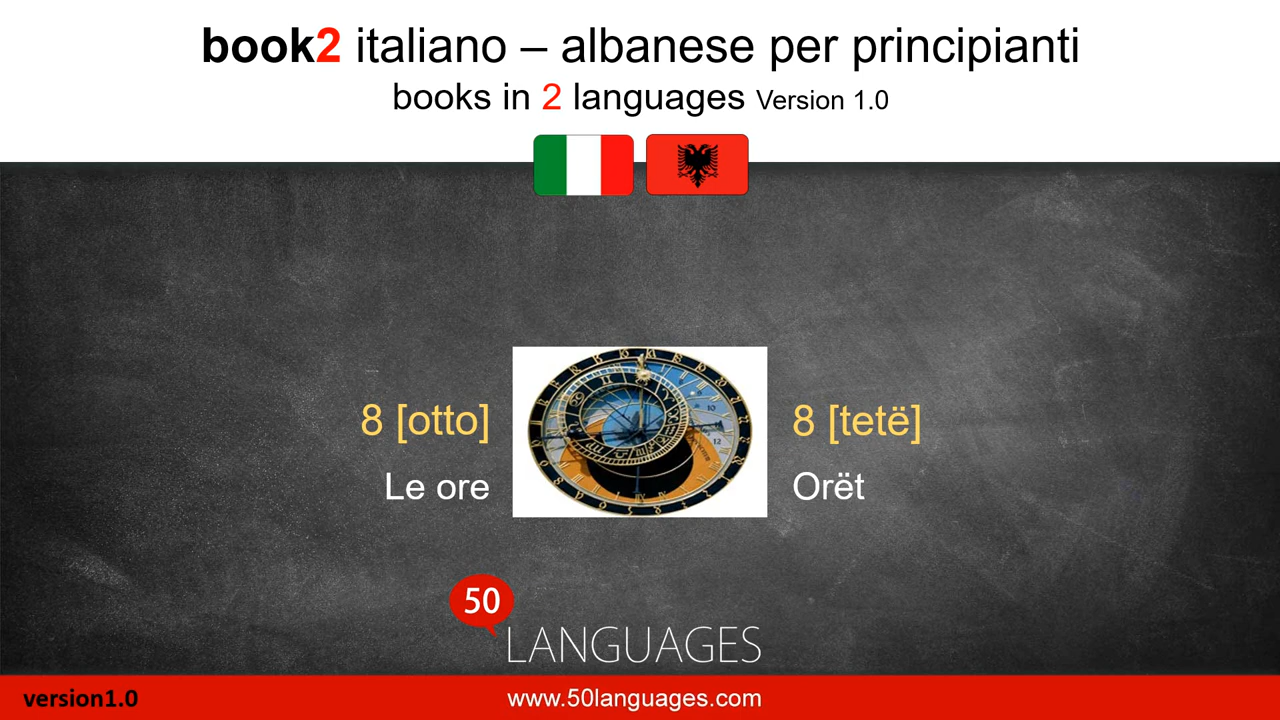 book2 italiano – albanese per principianti
books in 2 languages Version 1.0
8 [otto]
Le ore
8 [tetë]
Orët
50
LANGUAGES
version1.0
www.50languages.com